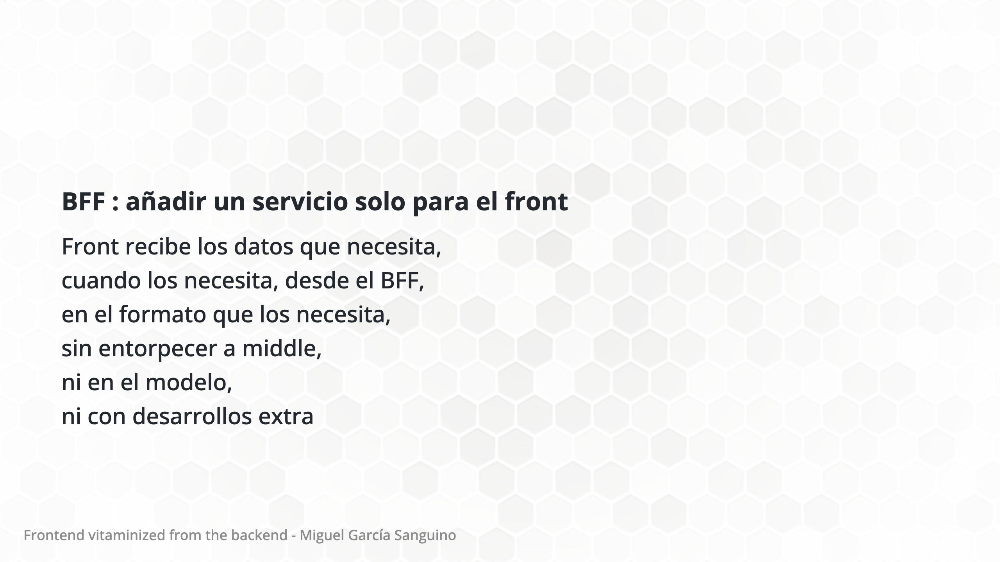 BFF : añadir un servicio solo para el front
Front recibe los datos que necesita,
cuando los necesita, desde el BFF,
en el formato que los necesita,
sin entorpecer a middle,
ni en el modelo,
ni con desarrollos extra
Frontend vitaminized from the backend - Miguel García Sanguino